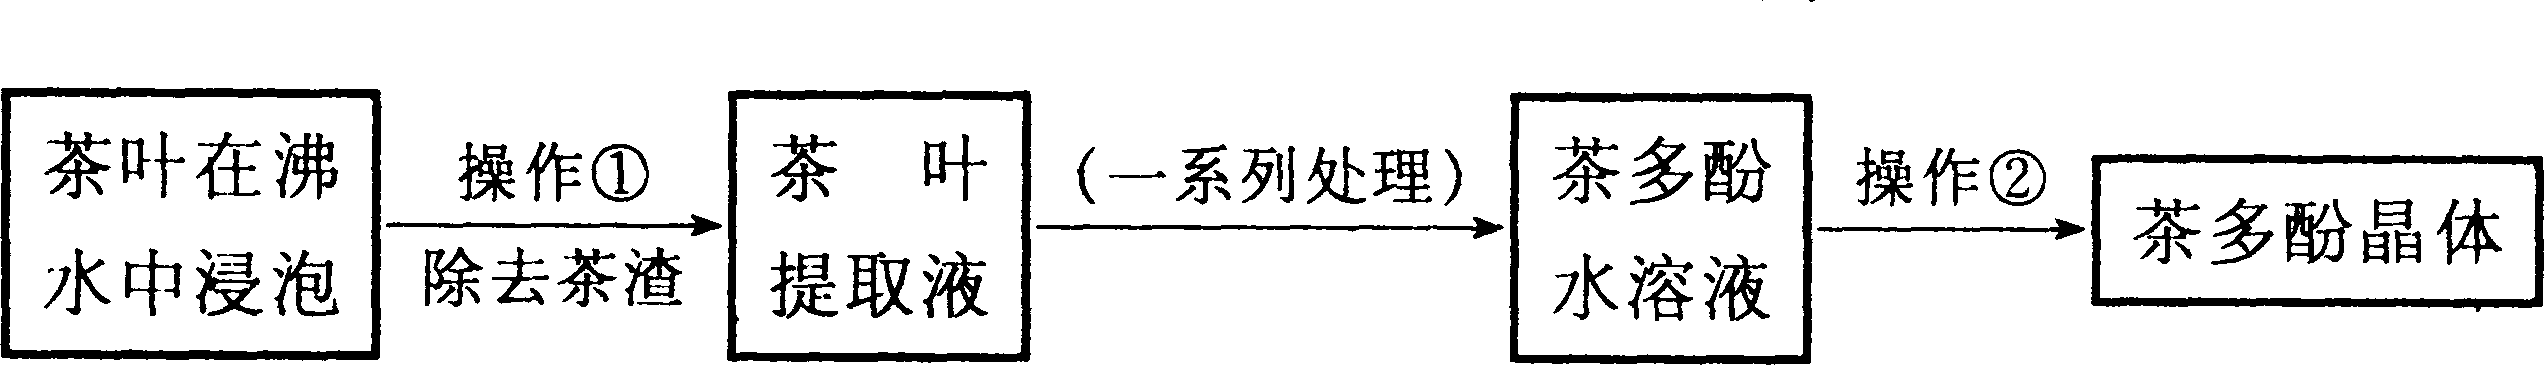 茶叶在沸
水中浸泡
操作①
除去茶渣
茶 叶
提取液
(一系列处理)
茶多酚
水溶液
操作②
茶多酚晶体